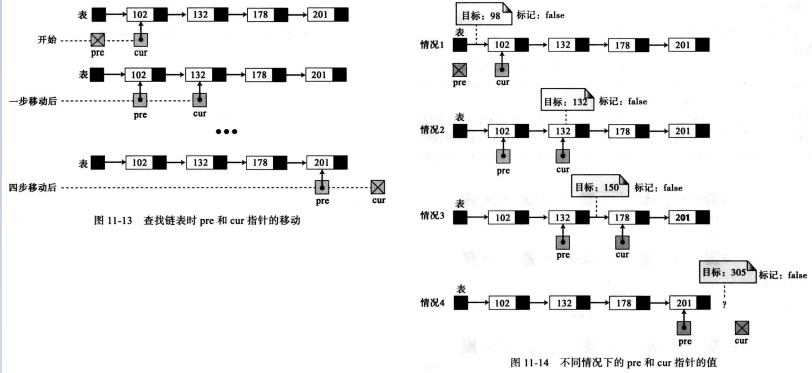 表 102 132 178 201
开始
pre cur
表 102 132 178 201
一步移动后
pre cur
•••
表 102 132 178 201
四步移动后
pre cur
图 11-13 查找链表时 pre 和 cur 指针的移动
目标：98 标记：false
表
情况1 102 132 178 201
pre cur
目标：132 标记：false
表
情况2 102 132 178 201
pre cur
目标：150 标记：false
表
情况3 102 132 178 201
pre cur
目标：305 标记：false
表
情况4 102 132 178 201 ?
pre cur
图 11-14 不同情况下的 pre 和 cur 指针的值